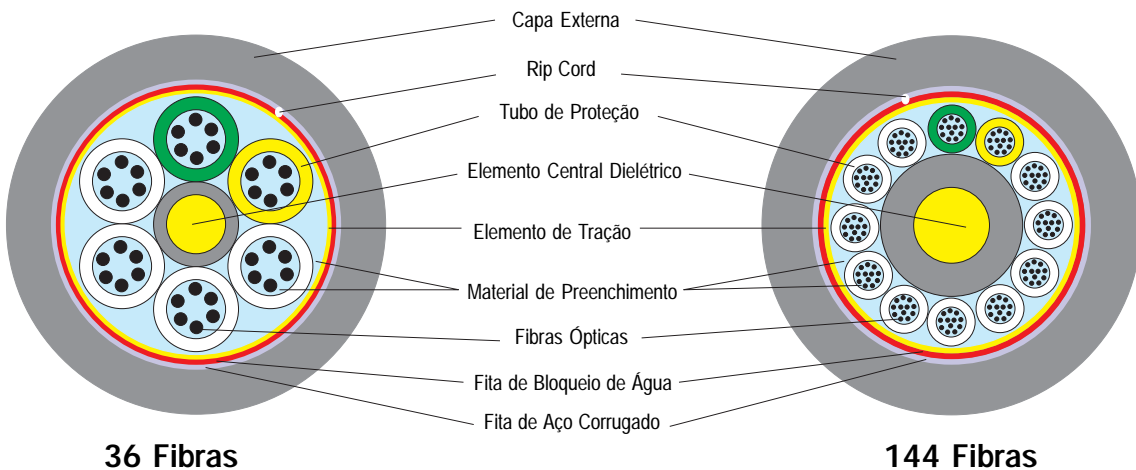 Capa Externa
Rip Cord
Tubo de Proteção
Elemento Central Dielétrico
Elemento de Tração
Material de Preenchimento
Fibras Ópticas
Fita de Bloqueio de Água
Fita de Aço Corrugado
36 Fibras
144 Fibras